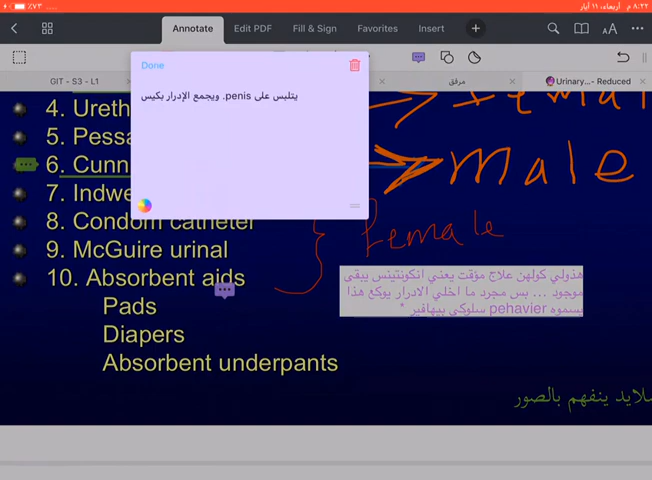 ٨:٢٢ م. أربعاء، ١١ أيار
٪٧٣
Annotate
Edit PDF
Fill & Sign
Favorites
Insert
GIT - S3 - L1
مرفق
Urinary...- Reduced
Done
يتلبس على penis. ويجمع الإدرار بكيس
4. Ureth
female
5. Pessa
6. Cunn
male
7. Indwe
8. Condom catheter
female
9. McGuire urinal
10. Absorbent aids
هذولي كولهن علاج مؤقت يعني انكونتيننس يبقى
موجود ... بس مجرد ما اخلي الادرار يوكع هذا
يسموه pehavier سلوكي بيهافير *
Pads
Diapers
Absorbent underpants
سلايد ينفهم بالصور